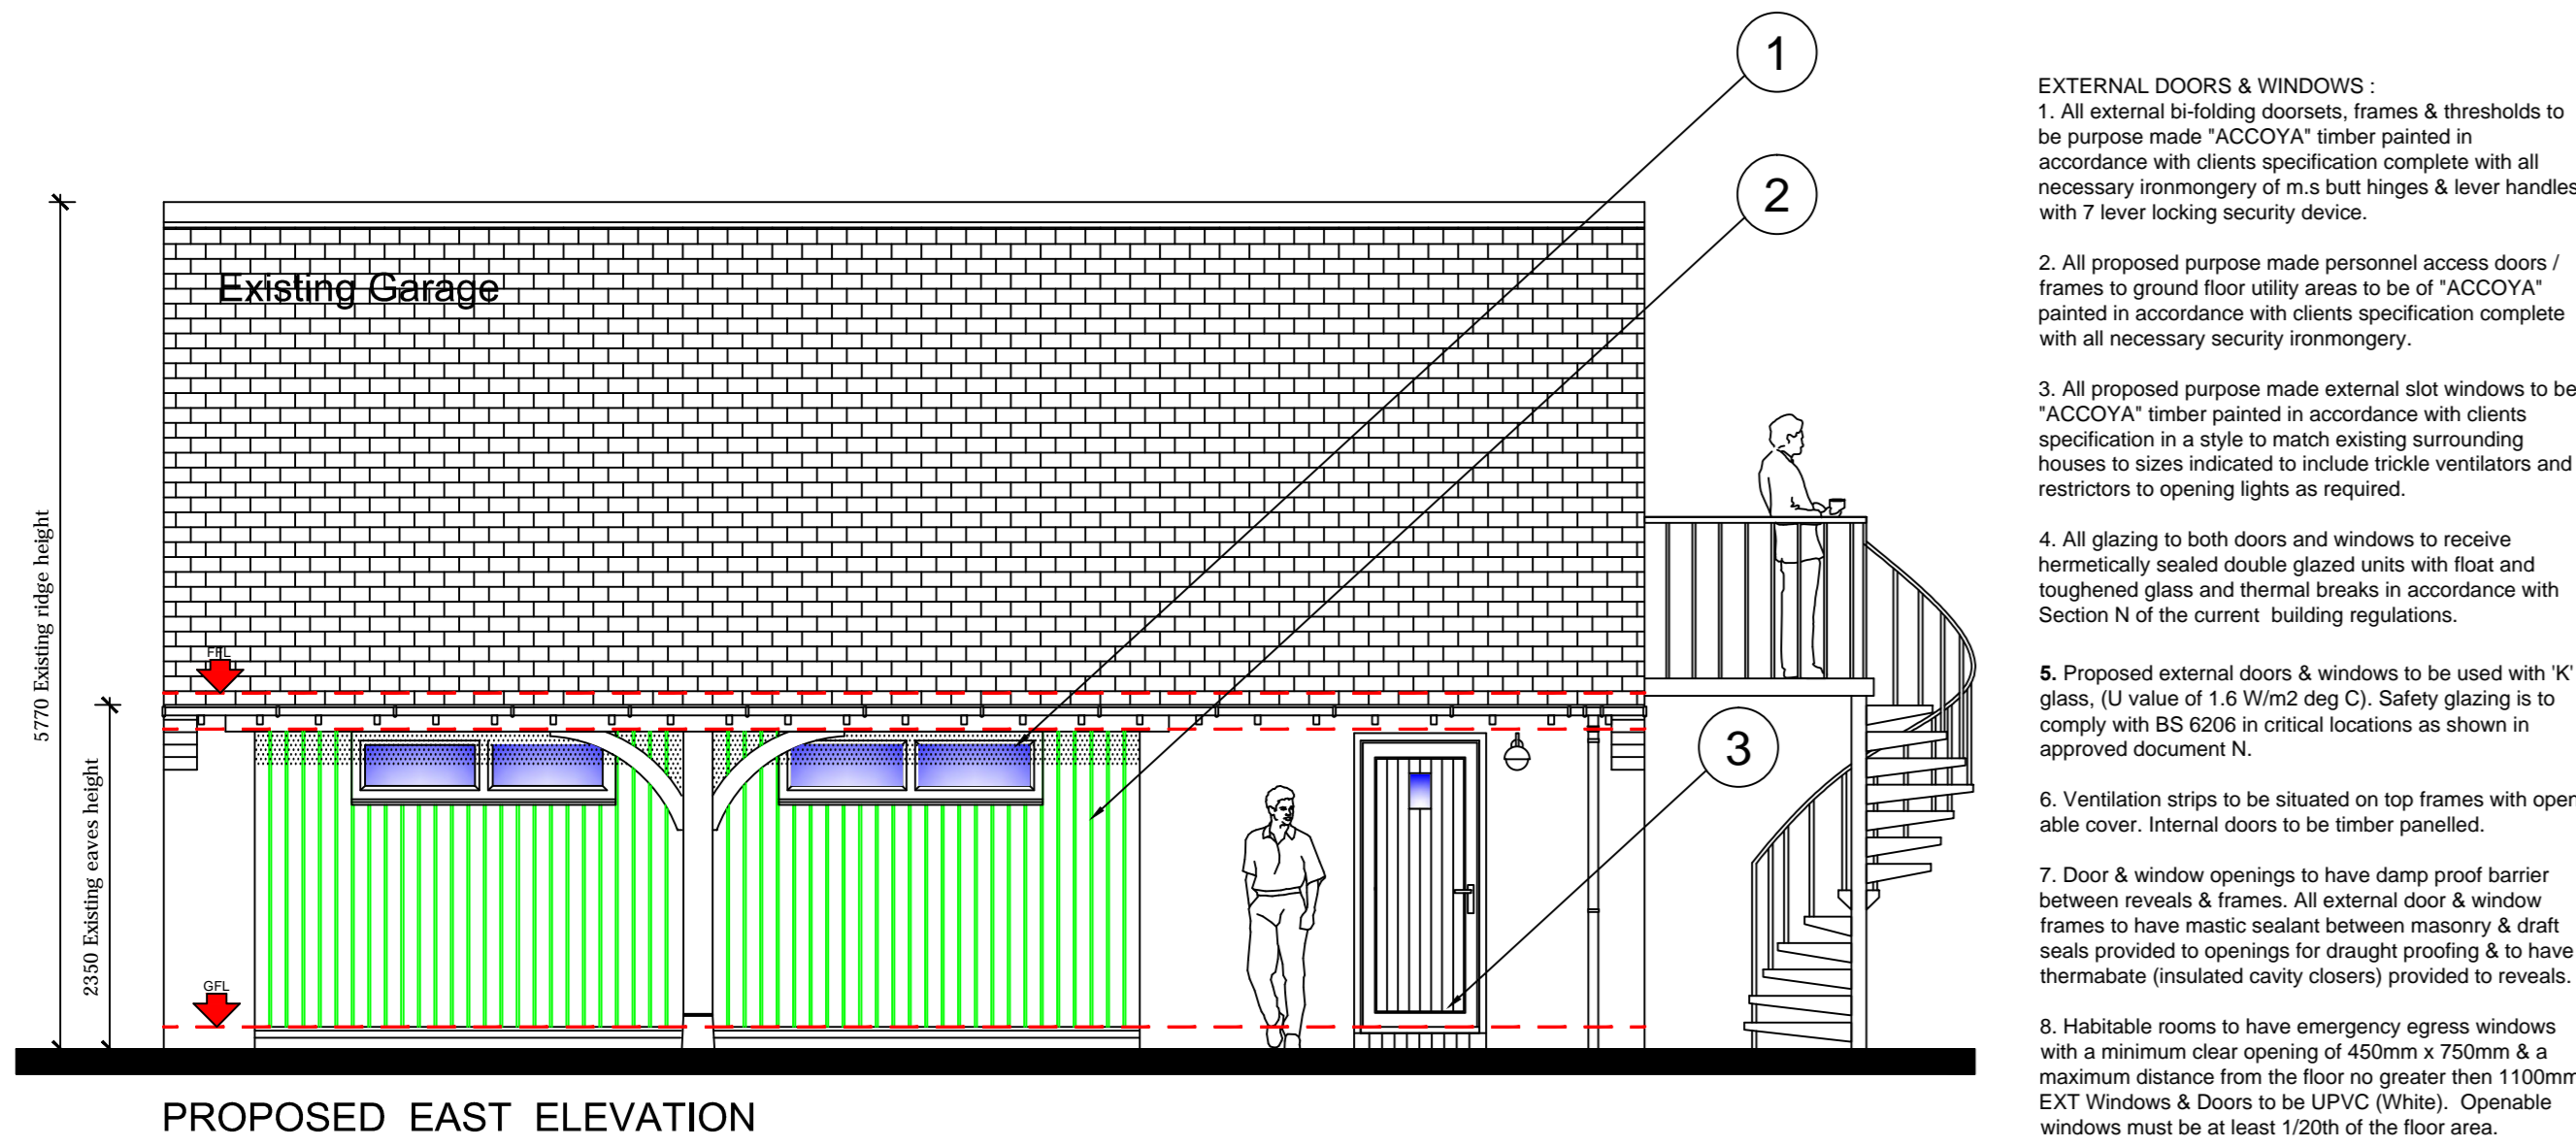 1
2
3
Existing Garage
5770 Existing ridge height
2350 Existing eaves height
FFL
GFL
PROPOSED EAST ELEVATION
EXTERNAL DOORS & WINDOWS :
1. All external bi-folding doorsets, frames & thresholds to
be purpose made "ACCOYA" timber painted in
accordance with clients specification complete with all
necessary ironmongery of m.s butt hinges & lever handles
with 7 lever locking security device.
2. All proposed purpose made personnel access doors /
frames to ground floor utility areas to be of "ACCOYA"
painted in accordance with clients specification complete
with all necessary security ironmongery.
3. All proposed purpose made external slot windows to be
"ACCOYA" timber painted in accordance with clients
specification in a style to match existing surrounding
houses to sizes indicated to include trickle ventilators and
restrictors to opening lights as required.
4. All glazing to both doors and windows to receive
hermetically sealed double glazed units with float and
toughened glass and thermal breaks in accordance with
Section N of the current building regulations.
5. Proposed external doors & windows to be used with 'K'
glass, (U value of 1.6 W/m2 deg C). Safety glazing is to
comply with BS 6206 in critical locations as shown in
approved document N.
6. Ventilation strips to be situated on top frames with open
able cover. Internal doors to be timber panelled.
7. Door & window openings to have damp proof barrier
between reveals & frames. All external door & window
frames to have mastic sealant between masonry & draft
seals provided to openings for draught proofing & to have
thermabate (insulated cavity closers) provided to reveals.
8. Habitable rooms to have emergency egress windows
with a minimum clear opening of 450mm x 750mm & a
maximum distance from the floor no greater then 1100mm
EXT Windows & Doors to be UPVC (White). Openable
windows must be at least 1/20th of the floor area.